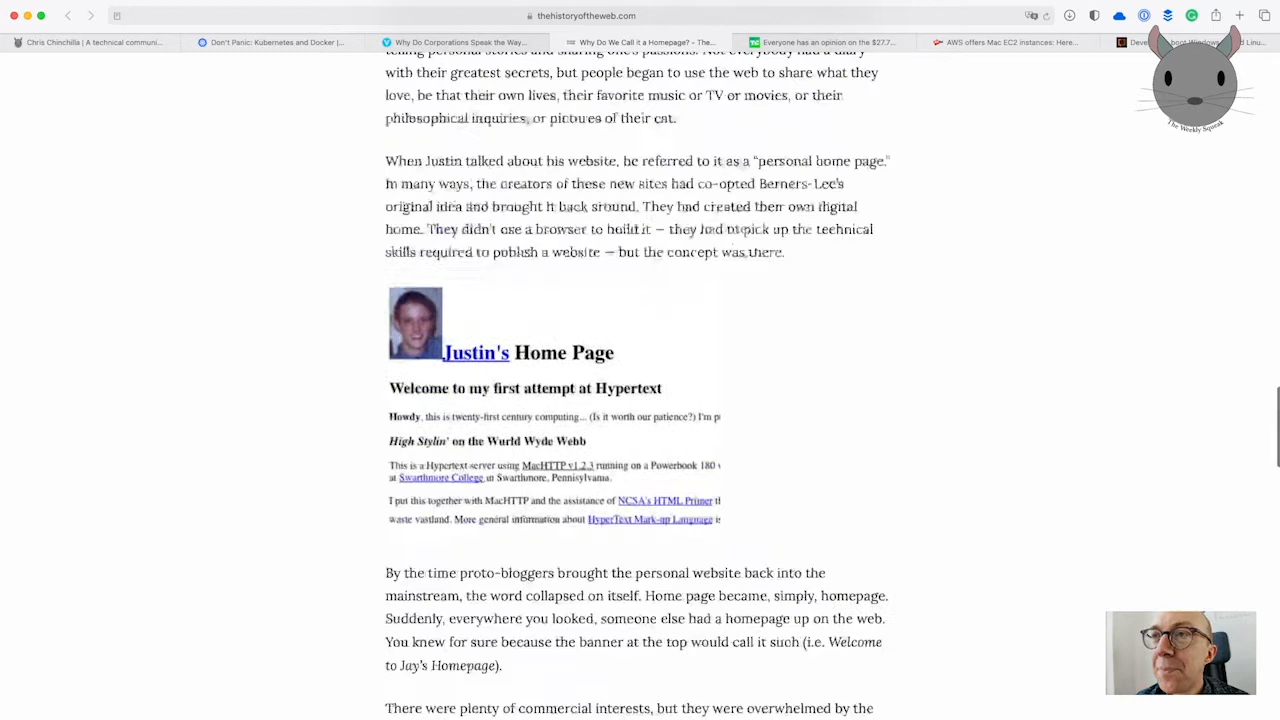 thehistoryoftheweb.com
Chris Chinchilla | A technical communi...
Don't Panic: Kubernetes and Docker |...
Why Do Corporations Speak the Way...
Why Do We Call it a Homepage? - The...
Everyone has an opinion on the $27.7...
AWS offers Mac EC2 instances: Here...
The Weekly Squeak
telling personal stories and sharing one's passions. Not everybody had a diary
with their greatest secrets, but people began to use the web to share what they
love, be that their own lives, their favorite music or TV or movies, or their
philosophical inquiries, or pictures of their cat.
When Justin talked about his website, he referred to it as a “personal home page.”
In many ways, the creators of these new sites had co-opted Berners-Lee's
original idea and brought it back around. They had created their own digital
home. They didn't use a browser to build it — they had to pick up the technical
skills required to publish a website — but the concept was there.
Justin's Home Page
Welcome to my first attempt at Hypertext
Howdy, this is twenty-first century computing... (Is it worth our patience?) I'm p
High Stylin' on the Wurld Wyde Webb
This is a Hypertext server using MacHTTP v1.2.3 running on a Powerbook 180
at Swarthmore College in Swarthmore, Pennsylvania.
I put this together with MacHTTP and the assistance of NCSA's HTML Primer
waste vastland. More general information about HyperText Mark-up Language is
By the time proto-bloggers brought the personal website back into the
mainstream, the word collapsed on itself. Home page became, simply, homepage.
Suddenly, everywhere you looked, someone else had a homepage up on the web.
You knew for sure because the banner at the top would call it such (i.e. Welcome
to Jay's Homepage).
There were plenty of commercial interests, but they were overwhelmed by the